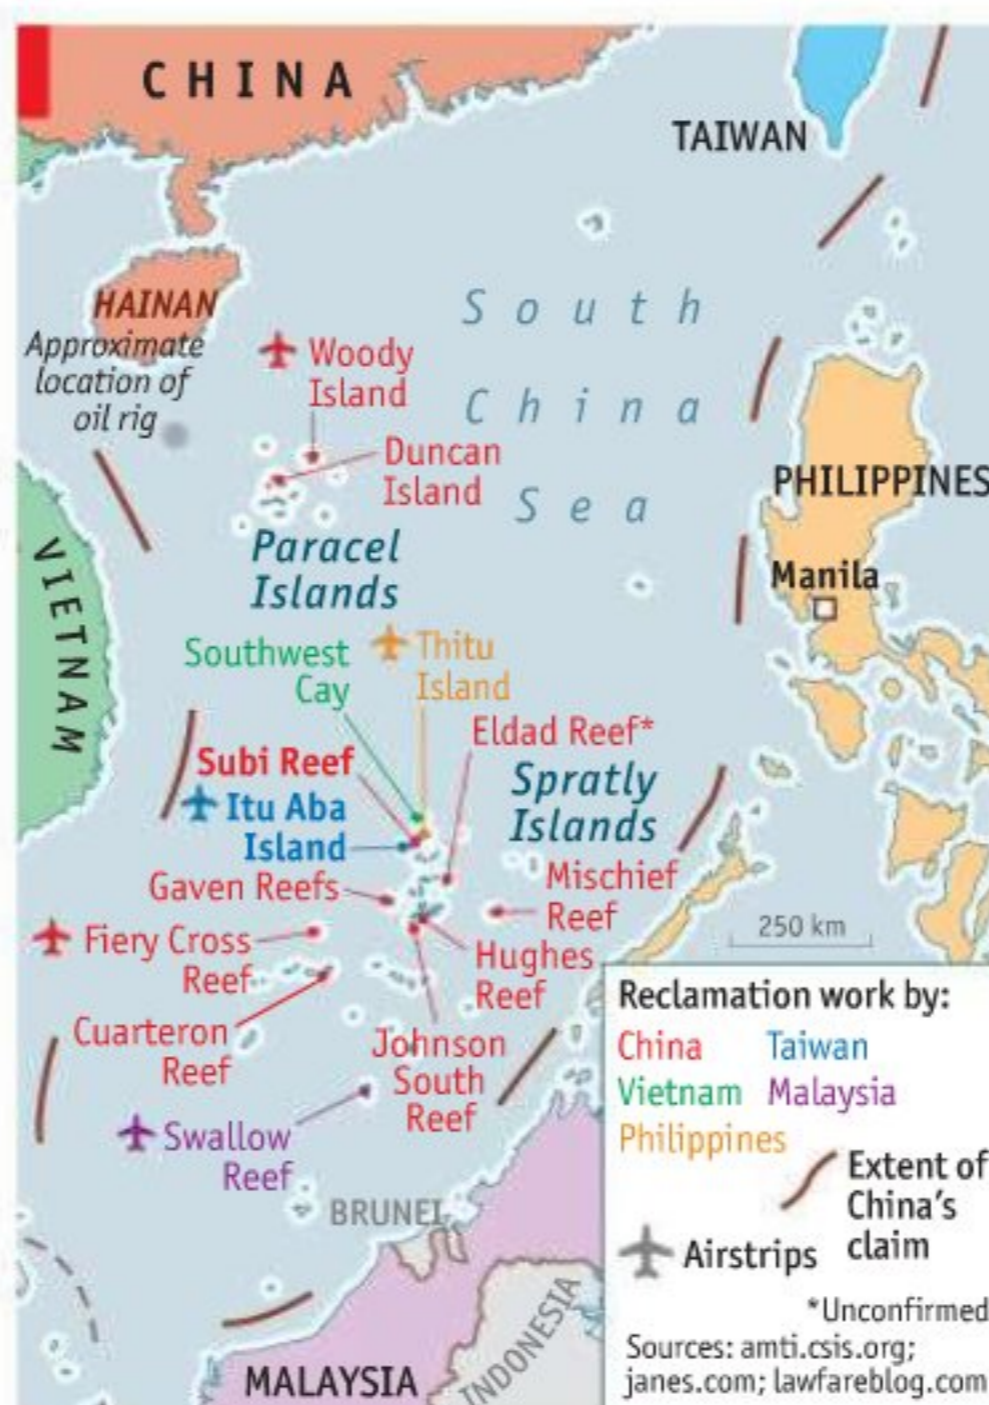 CHINA
TAIWAN
HAINAN
Approximate
location of
oil rig
Woody
Island
South
China
Sea
Duncan
Island
PHILIPPINES
Paracel
Islands
Manila
VIETNAM
Southwest
Cay
Thitu
Island
Eldad Reef*
Subi Reef
Spratly
Islands
Itu Aba
Island
Gaven Reefs
Mischief
Reef
Fiery Cross
Reef
Hughes
Reef
250 km
Cuarteron
Reef
Johnson
South
Reef
Swallow
Reef
BRUNEI
MALAYSIA
INDONESIA
Reclamation work by:
China Taiwan
Vietnam Malaysia
Philippines
Extent of
China's
claim
Airstrips
*Unconfirmed
Sources: amti.csis.org;
janes.com; lawfareblog.com